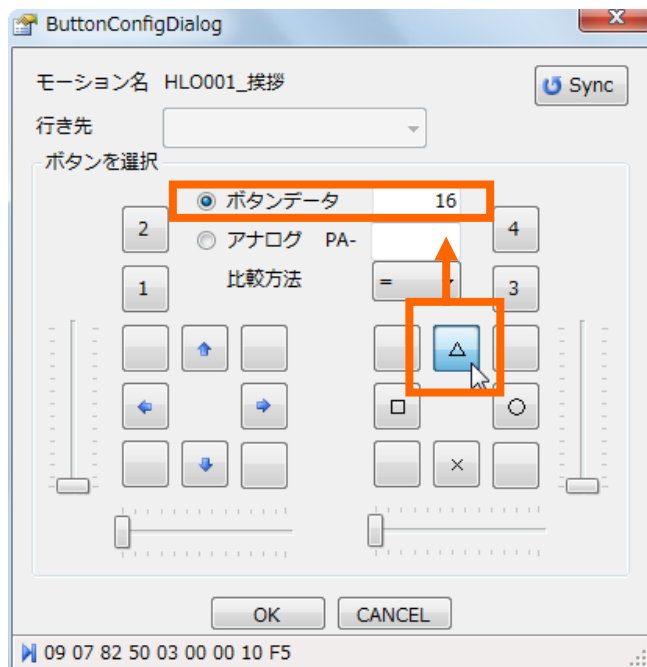 ButtonConfigDialog
モーション名 HLO001_挨拶
Sync
行き先
ボタンを選択
ボタンデータ 16
2
4
アナログ PA-
比較方法 =
1
3
△
□
○
×
OK CANCEL
09 07 82 50 03 00 00 10 F5